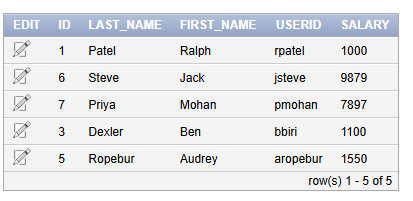 EDIT ID LAST_NAME FIRST_NAME USERID SALARY
1 Patel Ralph rpatel 1000
6 Steve Jack jsteve 9879
7 Priya Mohan pmohan 7897
3 Dexler Ben bbiri 1100
5 Ropebur Audrey aropebur 1550
row(s) 1 - 5 of 5